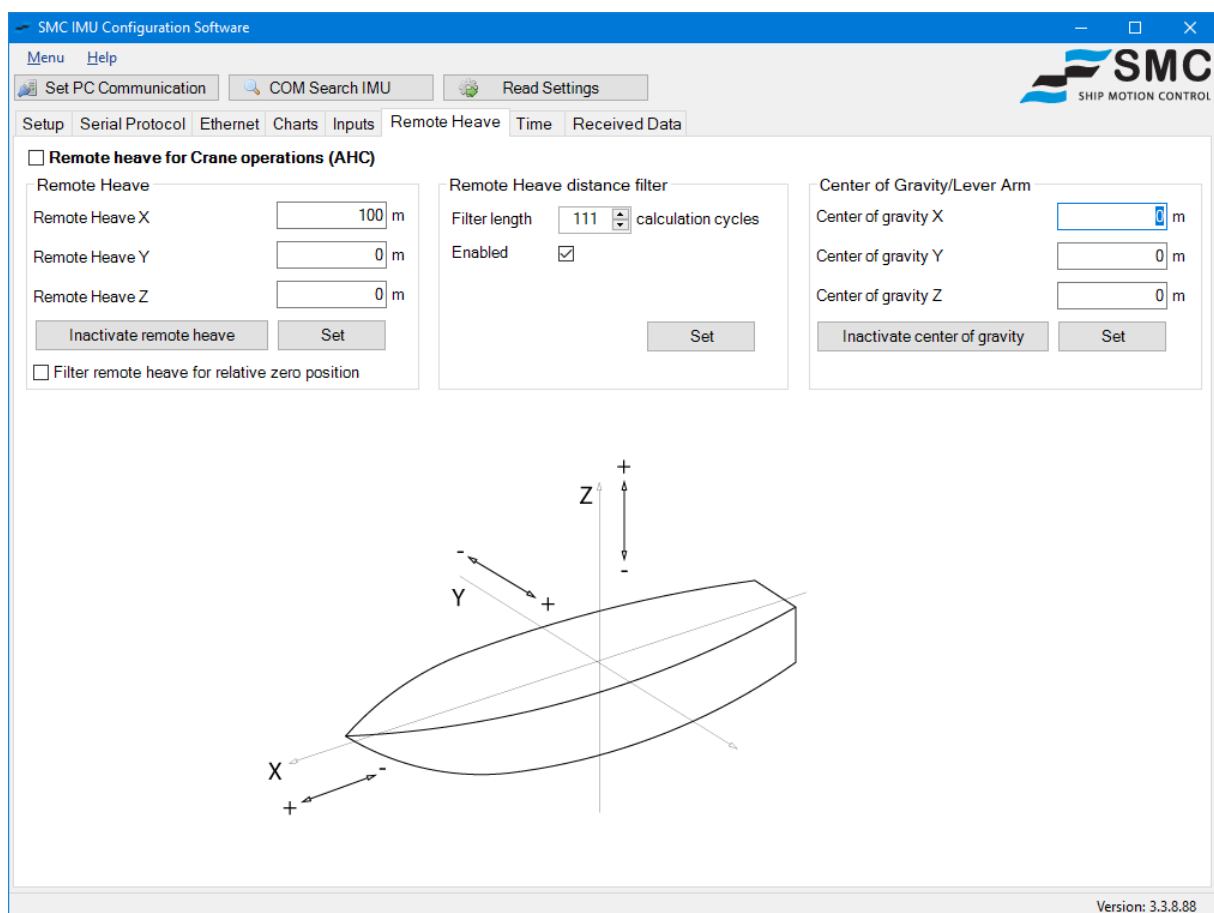 SMC IMU Configuration Software
Menu Help
SMC
SHIP MOTION CONTROL
Set PC Communication COM Search IMU Read Settings
Setup Serial Protocol Ethernet Charts Inputs Remote Heave Time Received Data
Remote heave for Crane operations (AHC)
Remote Heave
Remote Heave X 100 m
Remote Heave Y 0 m
Remote Heave Z 0 m
Inactivate remote heave Set
Filter remote heave for relative zero position
Remote Heave distance filter
Filter length 111 calculation cycles
Enabled
Set
Center of Gravity/Lever Arm
Center of gravity X 0 m
Center of gravity Y 0 m
Center of gravity Z 0 m
Inactivate center of gravity Set
+
Z
-
-
Y
+
X
-
+
Version: 3.3.8.88